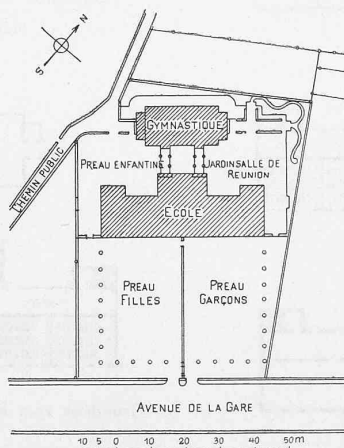 N
S
GYMNASTIQUE
PREAU ENFANTINE
JARDIN SALLE DE
REUNION
CHEMIN PUBLIC
ECOLE
PREAU
FILLES
PREAU
GARÇONS
AVENUE DE LA GARE
10 5 0 10 20 30 40 50m